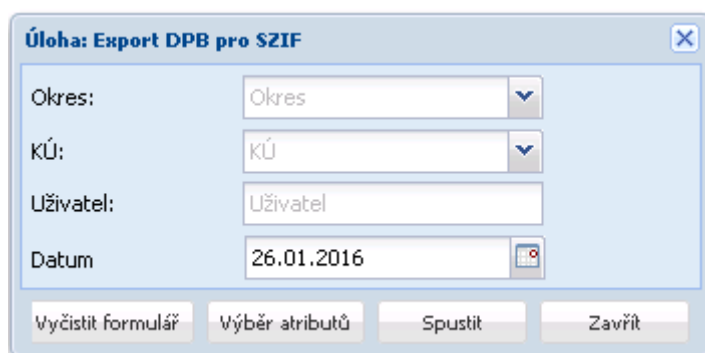 Úloha: Export DPB pro SZIF
Okres: Okres
KÚ: KÚ
Uživatel: Uživatel
Datum 26.01.2016
Vyčistit formulář Výběr atributů Spustit Zavřít